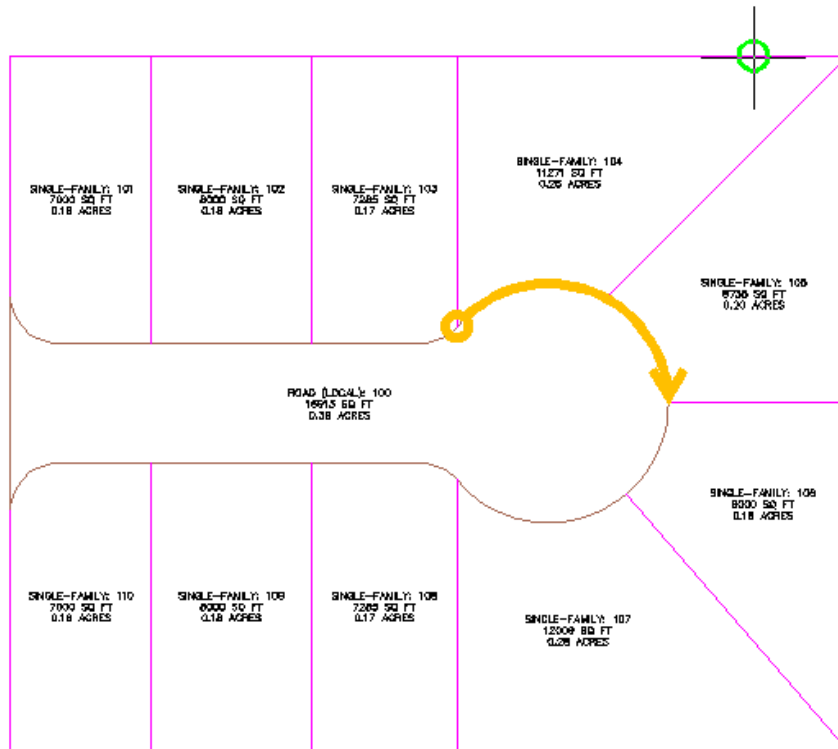 SINGLE-FAMILY: 101
7000 SQ FT
0.16 ACRES
SINGLE-FAMILY: 102
8000 SQ FT
0.18 ACRES
SINGLE-FAMILY: 103
7285 SQ FT
0.17 ACRES
SINGLE-FAMILY: 104
11271 SQ FT
0.26 ACRES
SINGLE-FAMILY: 105
8736 SQ FT
0.20 ACRES
ROAD (LOCAL): 100
SQ FT
0.38 ACRES
SINGLE-FAMILY: 106
8000 SQ FT
0.18 ACRES
SINGLE-FAMILY: 110
7000 SQ FT
0.16 ACRES
SINGLE-FAMILY: 109
8000 SQ FT
0.18 ACRES
SINGLE-FAMILY: 108
7285 SQ FT
0.17 ACRES
SINGLE-FAMILY: 107
SQ FT
0.28 ACRES